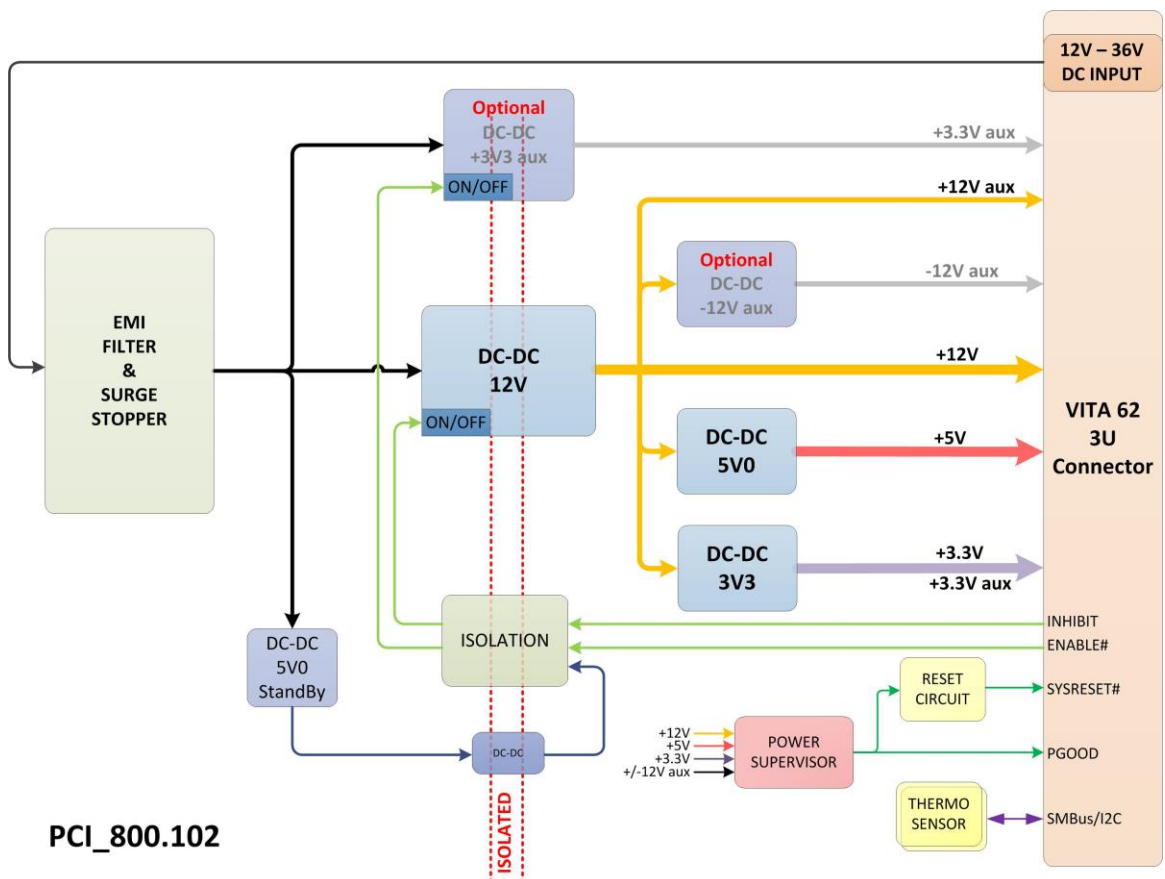 12V – 36V
DC INPUT
Optional
DC-DC
+3V3 aux
ON/OFF
+3.3V aux
+12V aux
Optional
DC-DC
-12V aux
-12V aux
EMI
FILTER
&
SURGE
STOPPER
DC-DC
12V
ON/OFF
+12V
DC-DC
5V0
+5V
VITA 62
3U
Connector
DC-DC
3V3
+3.3V
+3.3V aux
ISOLATION
INHIBIT
ENABLE#
DC-DC
5V0
StandBy
RESET
CIRCUIT
SYSRESET#
DC-DC
+12V
+5V
+3.3V
+/-12V aux
POWER
SUPERVISOR
PGOOD
THERMO
SENSOR
SMBus/I2C
ISOLATED
PCI_800.102